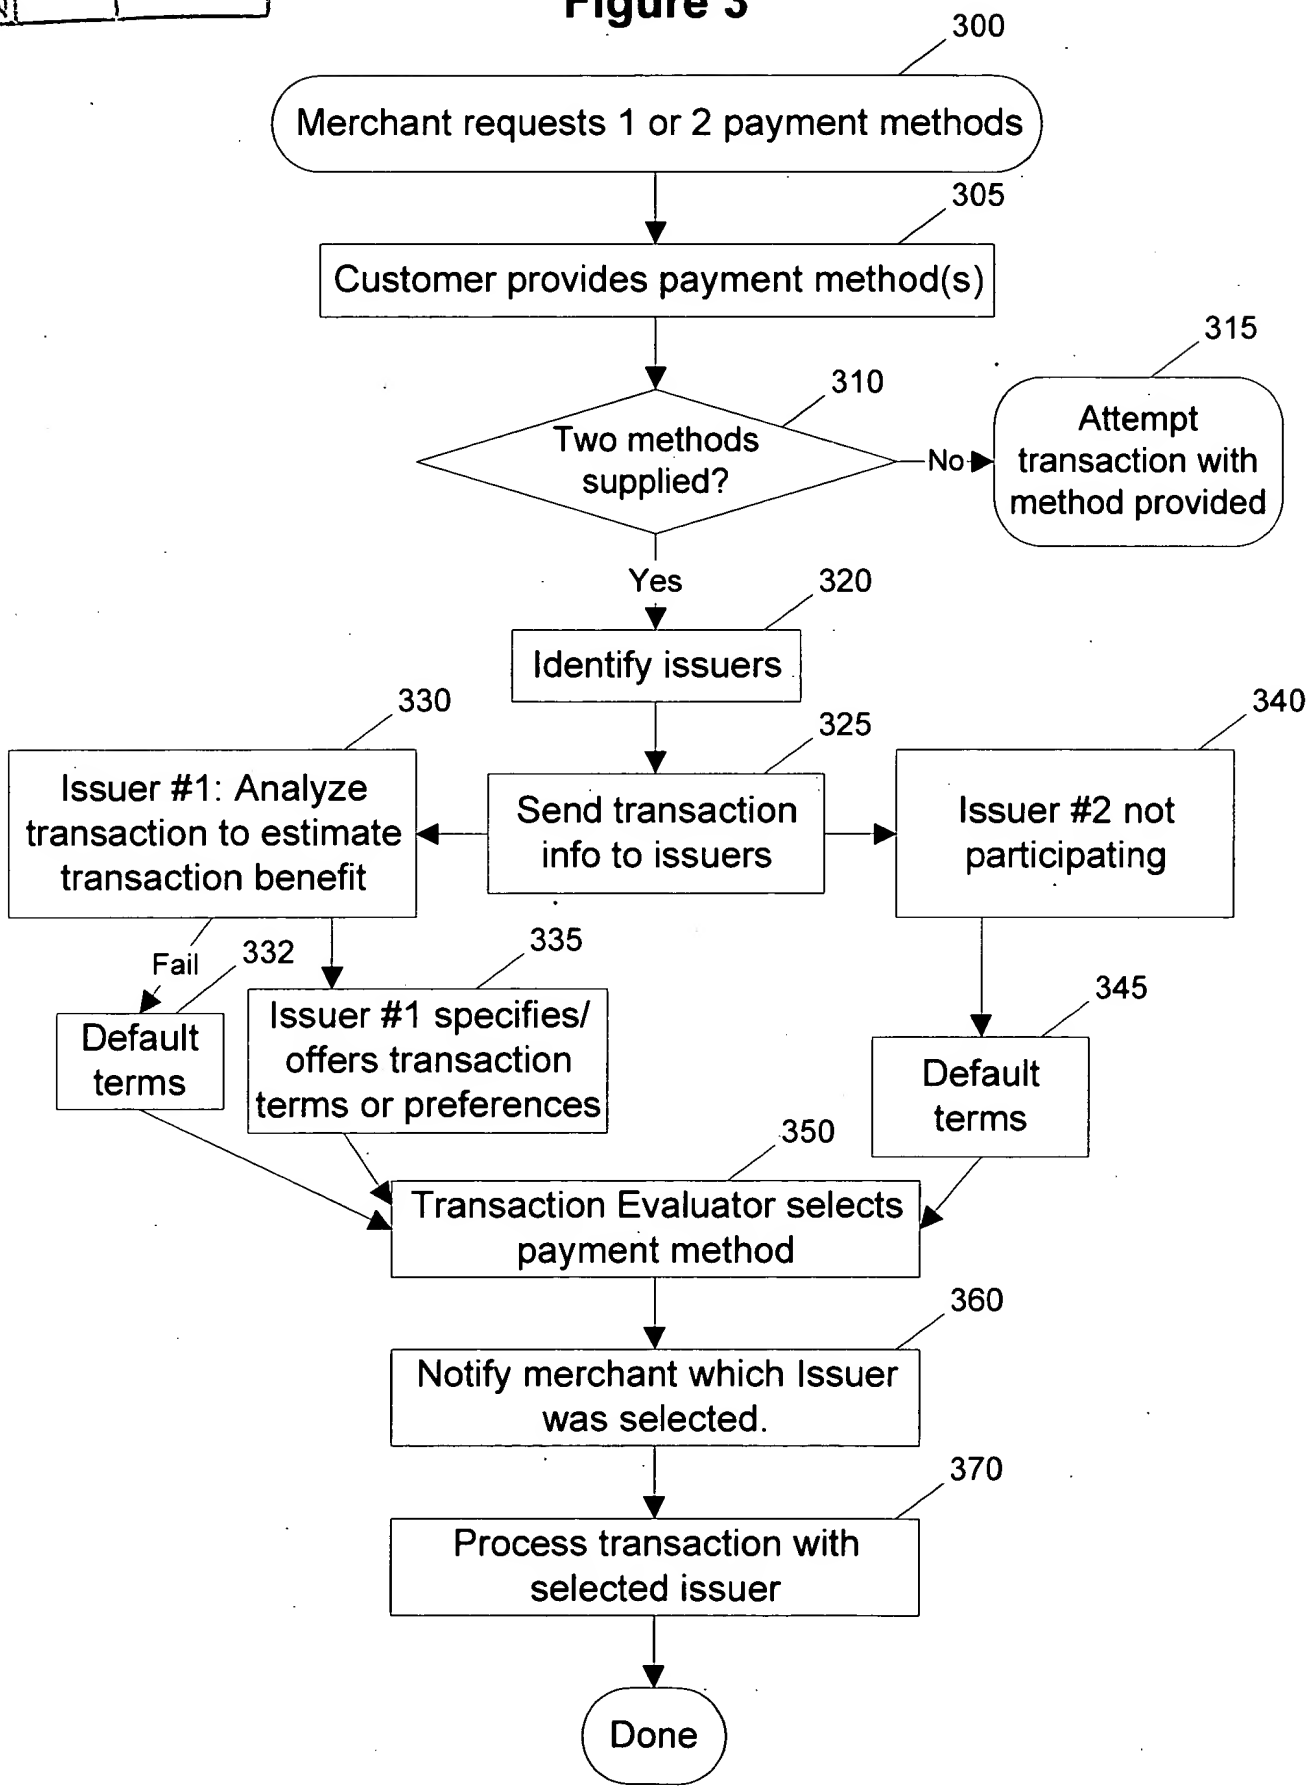 Figure 3
300
Merchant requests 1 or 2 payment methods
305
Customer provides payment method(s)
315
310
Two methods
supplied?
No
Attempt
transaction with
method provided
Yes
320
Identify issuers
330
325
340
Issuer #1: Analyze
transaction to estimate
transaction benefit
Send transaction
info to issuers
Issuer #2 not
participating
Fail
332
335
345
Default
terms
Issuer #1 specifies/
offers transaction
terms or preferences
Default
terms
350
Transaction Evaluator selects
payment method
360
Notify merchant which Issuer
was selected.
370
Process transaction with
selected issuer
Done